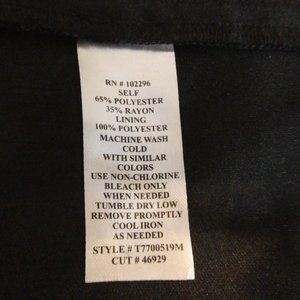 RN # 102296
SELF
65% POLYESTER
35% RAYON
LINING
100% POLYESTER
MACHINE WASH
COLD
WITH SIMILAR
COLORS
USE NON-CHLORINE
BLEACH ONLY
WHEN NEEDED
TUMBLE DRY LOW
REMOVE PROMPTLY
COOL IRON
AS NEEDED
STYLE # T7700519M
CUT # 46929